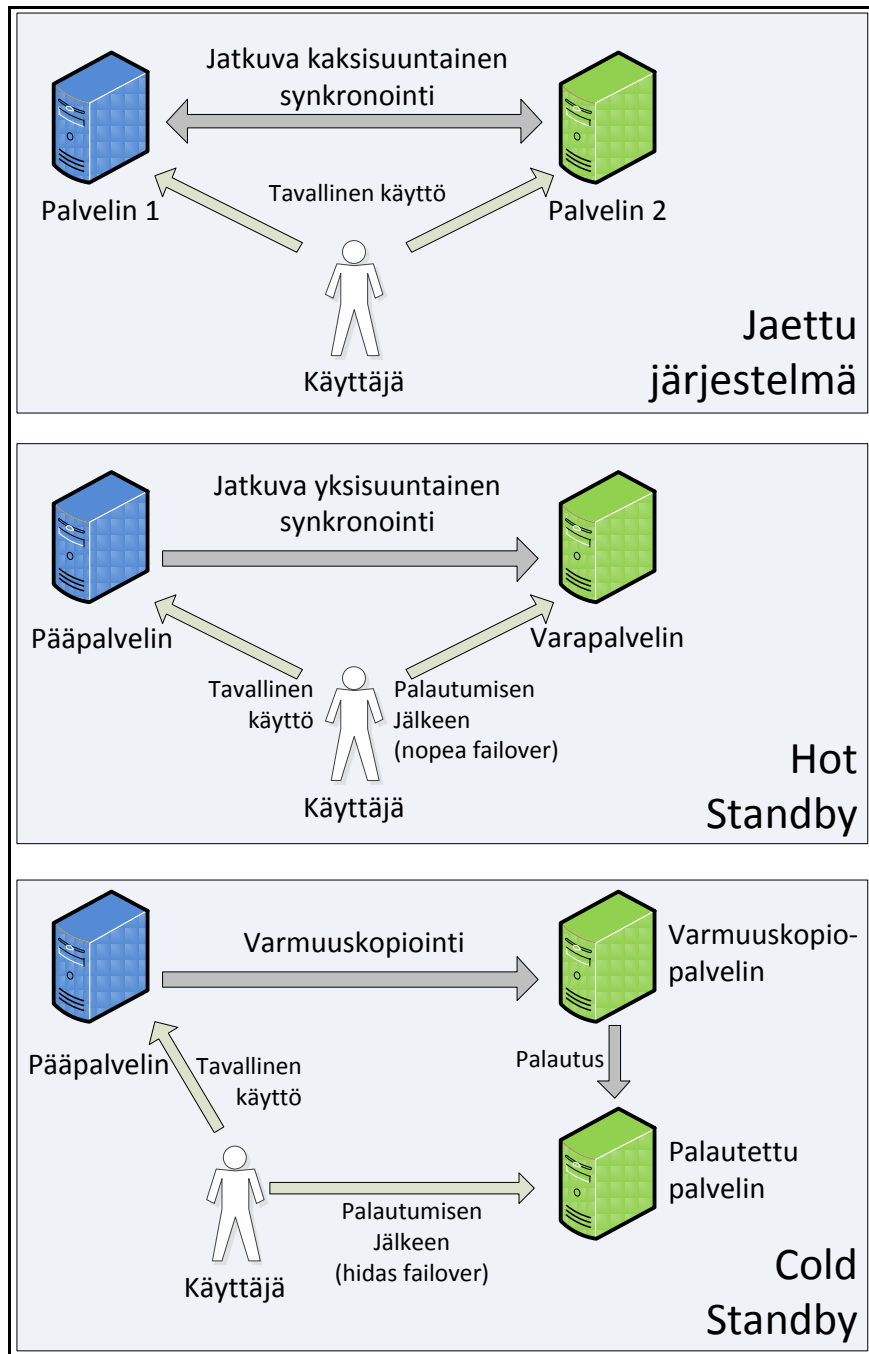 Jatkuva kaksisuuntainen
synkronointi
Tavallinen käyttö
Palvelin 1
Palvelin 2
Käyttäjä
Jaettu
järjestelmä
Jatkuva yksisuuntainen
synkronointi
Pääpalvelin
Varapalvelin
Tavallinen
käyttö
Palautumisen
Jälkeen
(nopea failover)
Käyttäjä
Hot
Standby
Varmuuskopiointi
Varmuuskopio-
palvelin
Pääpalvelin
Tavallinen
käyttö
Palautus
Palautettu
palvelin
Palautumisen
Jälkeen
(hidas failover)
Käyttäjä
Cold
Standby